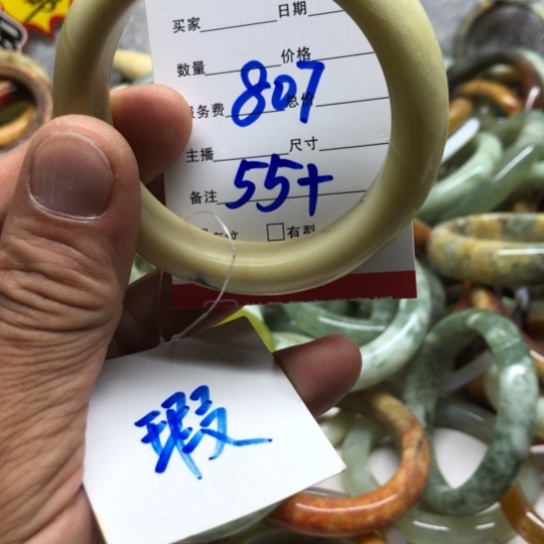 买家 日期
数量 价格
807
服务费 总价
主播 尺寸
备注 55+
有裂
瑕